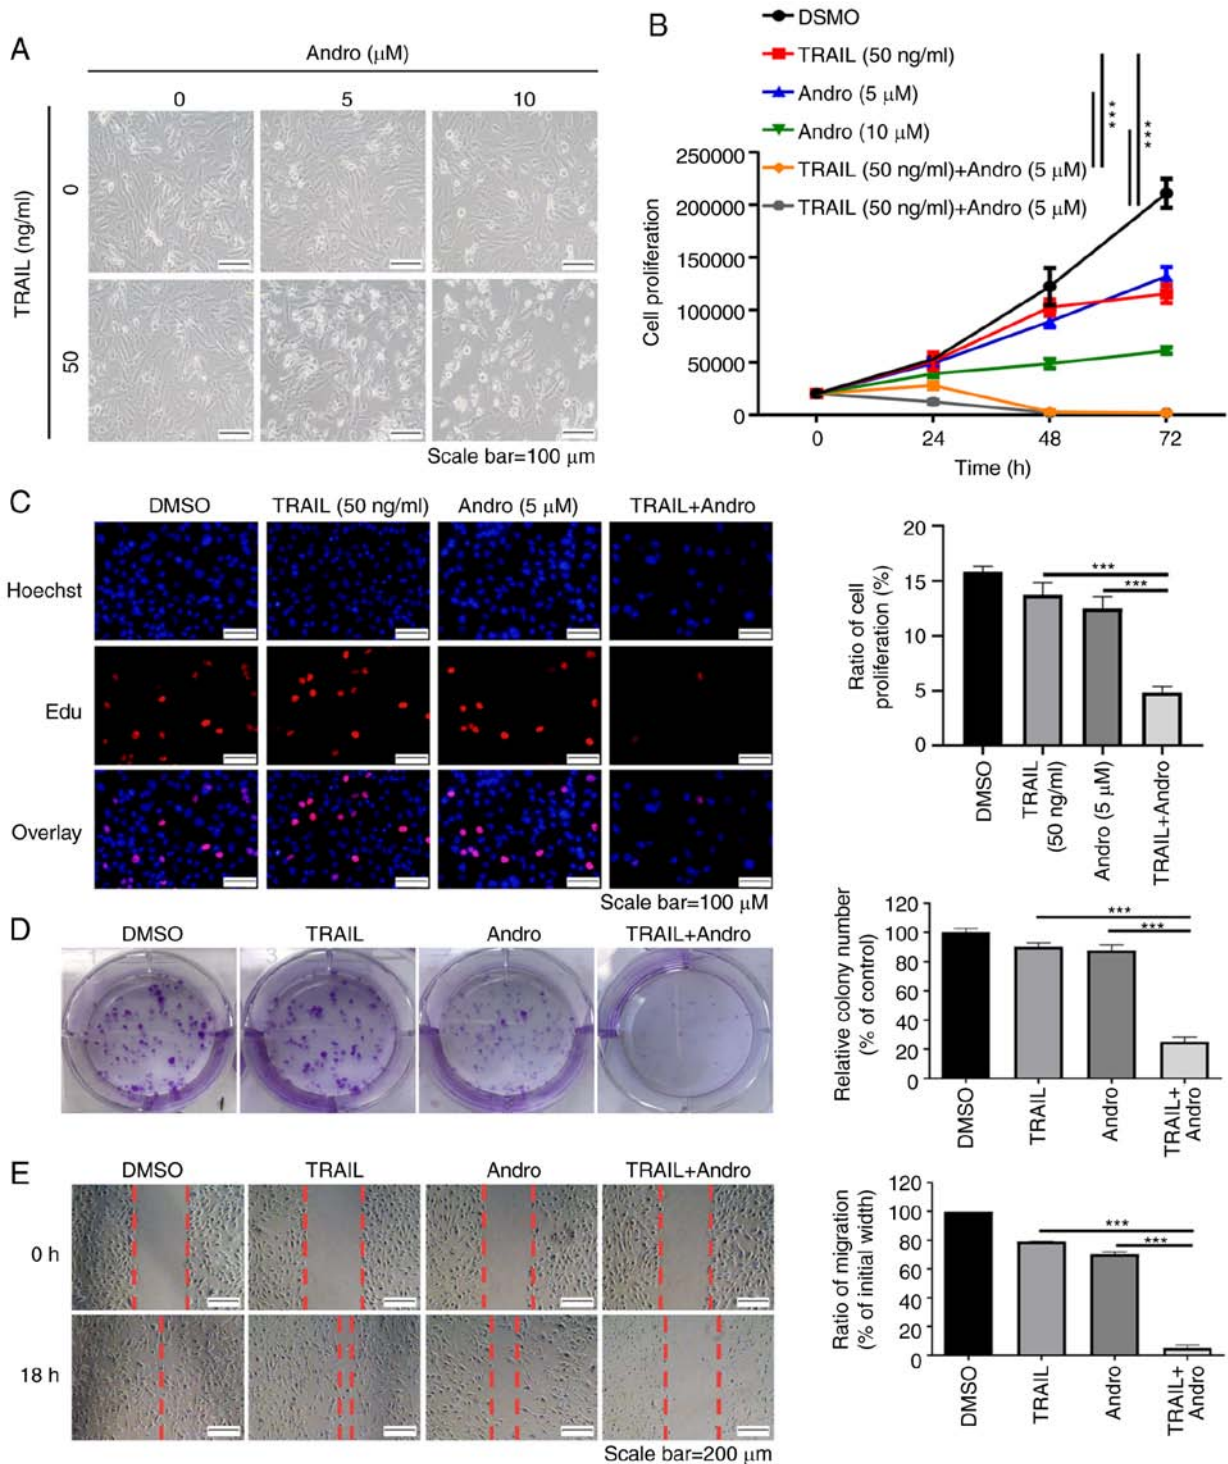 A
Andro (μM)
0
5
10
TRAIL (ng/ml)
0
50
Scale bar=100 μm
B
DSMO
TRAIL (50 ng/ml)
Andro (5 μM)
Andro (10 μM)
TRAIL (50 ng/ml)+Andro (5 μM)
TRAIL (50 ng/ml)+Andro (5 μM)
***
***
Cell proliferation
250000
200000
150000
100000
50000
0
0
24
48
72
Time (h)
C
DMSO
TRAIL (50 ng/ml)
Andro (5 μM)
TRAIL+Andro
Hoechst
Edu
Overlay
Scale bar=100 μM
Ratio of cell
proliferation (%)
20
15
10
5
0
***
***
DMSO
TRAIL
(50 ng/ml)
Andro (5 μM)
TRAIL+Andro
D
DMSO
TRAIL
Andro
TRAIL+Andro
Relative colony number
(% of control)
120
100
80
60
40
20
0
***
***
DMSO
TRAIL
Andro
TRAIL+
Andro
E
DMSO
TRAIL
Andro
TRAIL+Andro
0 h
18 h
Scale bar=200 μm
Ratio of migration
(% of initial width)
120
100
80
60
40
20
0
***
***
DMSO
TRAIL
Andro
TRAIL+
Andro